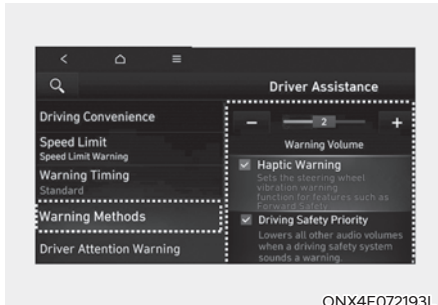 Driver Assistance
Driving Convenience
Speed Limit
Speed Limit Warning
Warning Timing
Standard
Warning Methods
Driver Attention Warning
− 2 +
Warning Volume
Haptic Warning
Sets the steering wheel
vibration warning
function for features such as
Forward Safety.
Driving Safety Priority
Lowers all other audio volumes
when a driving safety system
sounds a warning.
ONX4E072193L